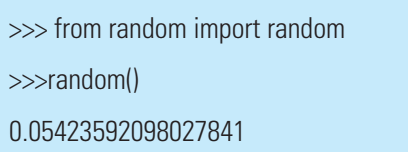 >>> from random import random
>>>random()
0.05423592098027841